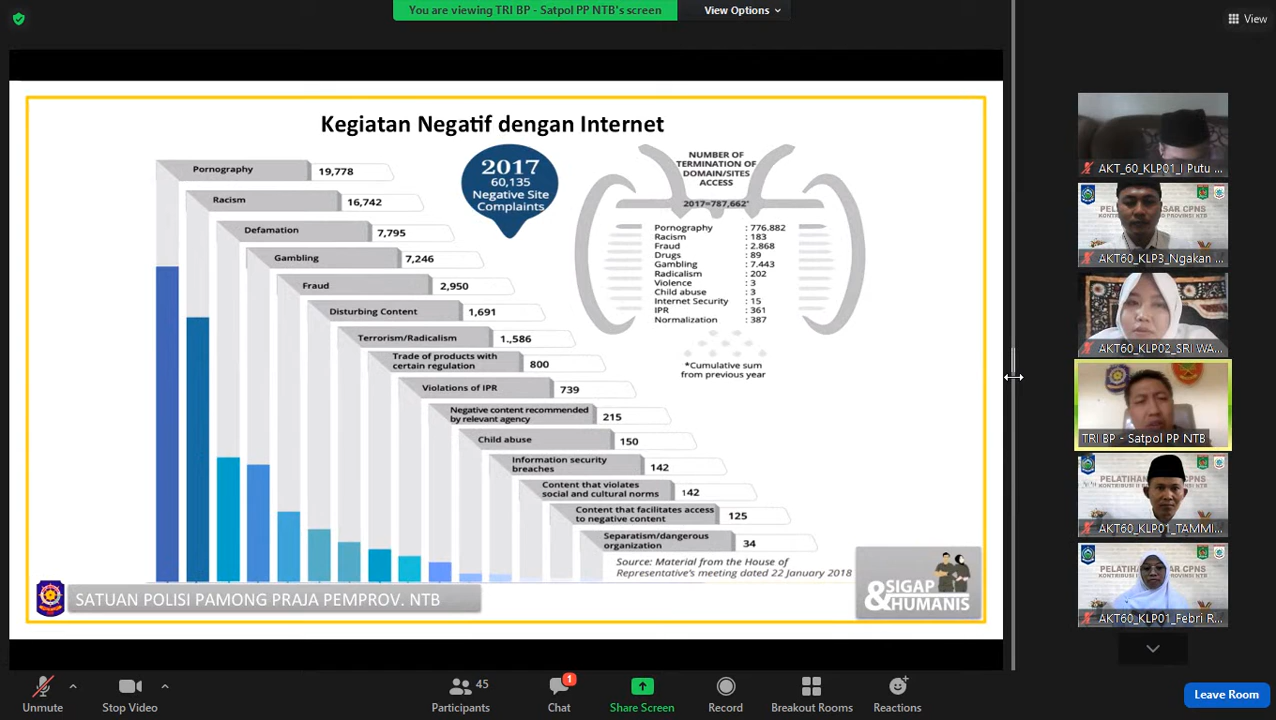 You are viewing TRI BP - Satpol PP NTB's screen
View Options
View
Kegiatan Negatif dengan Internet
Pornography 19,778
Racism 16,742
Defamation 7,795
Gambling 7,246
Fraud 2,950
Disturbing Content 1,691
Terrorism/Radicalism 1.,586
Trade of products with
certain regulation 800
Violations of IPR 739
Negative content recommended
by relevant agency 215
Child abuse 150
Information security
breaches 142
Content that violates
social and cultural norms 142
Content that facilitates access
to negative content 125
Separatism/dangerous
organization 34
2017
60,135
Negative Site
Complaints
NUMBER OF
TERMINATION OF
DOMAIN/SITES
ACCESS
2017=787,662*
Pornography : 776.882
Racism : 183
Fraud : 2.868
Drugs : 89
Gambling : 7.443
Radicalism : 202
Violence : 3
Child abuse : 3
Internet Security : 15
IPR : 361
Normalization : 387
*Cumulative sum
from previous year
Source: Material from the House of
Representative's meeting dated 22 January 2018
SATUAN POLISI PAMONG PRAJA PEMPROV. NTB
SIGAP
&HUMANIS
AKT_60_KLP01_I Putu ...
AKT60_KLP3_Ngakan ...
AKT60_KLP02_SRI WA...
TRI BP - Satpol PP NTB
AKT60_KLP01_TAMMI...
AKT60_KLP01_Febri R...
Unmute
Stop Video
45
Participants
1
Chat
Share Screen
Record
Breakout Rooms
Reactions
Leave Room